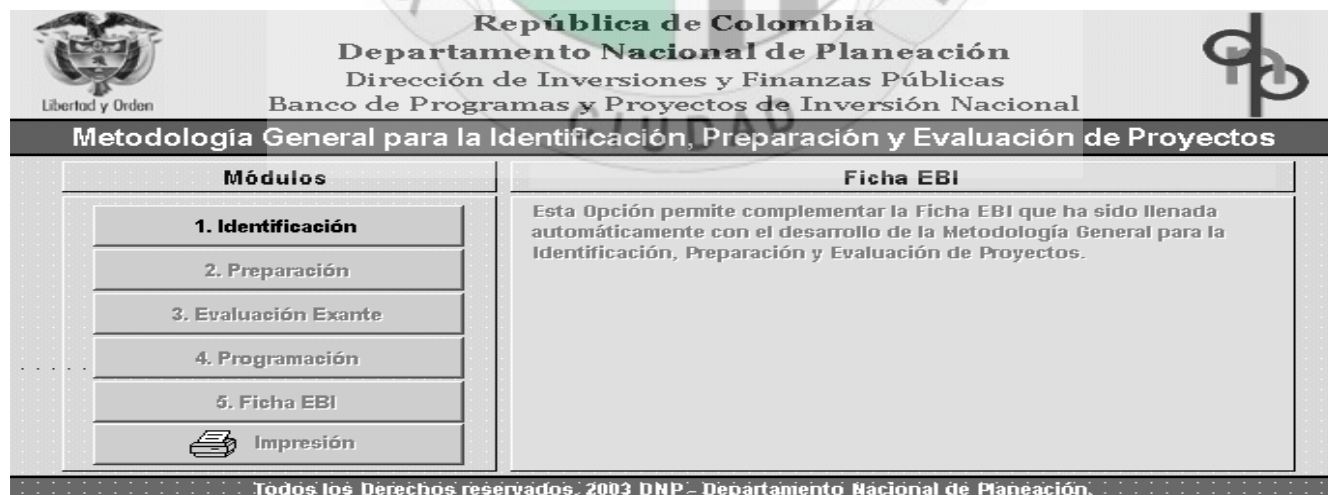 República de Colombia
Departamento Nacional de Planeación
Dirección de Inversiones y Finanzas Públicas
Banco de Programas y Proyectos de Inversión Nacional
Libertad y Orden
dnp
CIUDAD
Metodología General para la Identificación, Preparación y Evaluación de Proyectos
Módulos
1. Identificación
2. Preparación
3. Evaluación Exante
4. Programación
5. Ficha EBI
Impresión
Ficha EBI
Esta Opción permite complementar la Ficha EBI que ha sido llenada
automáticamente con el desarrollo de la Metodología General para la
Identificación, Preparación y Evaluación de Proyectos.
Todos los Derechos reservados, 2003 DNP - Departamento Nacional de Planeación.